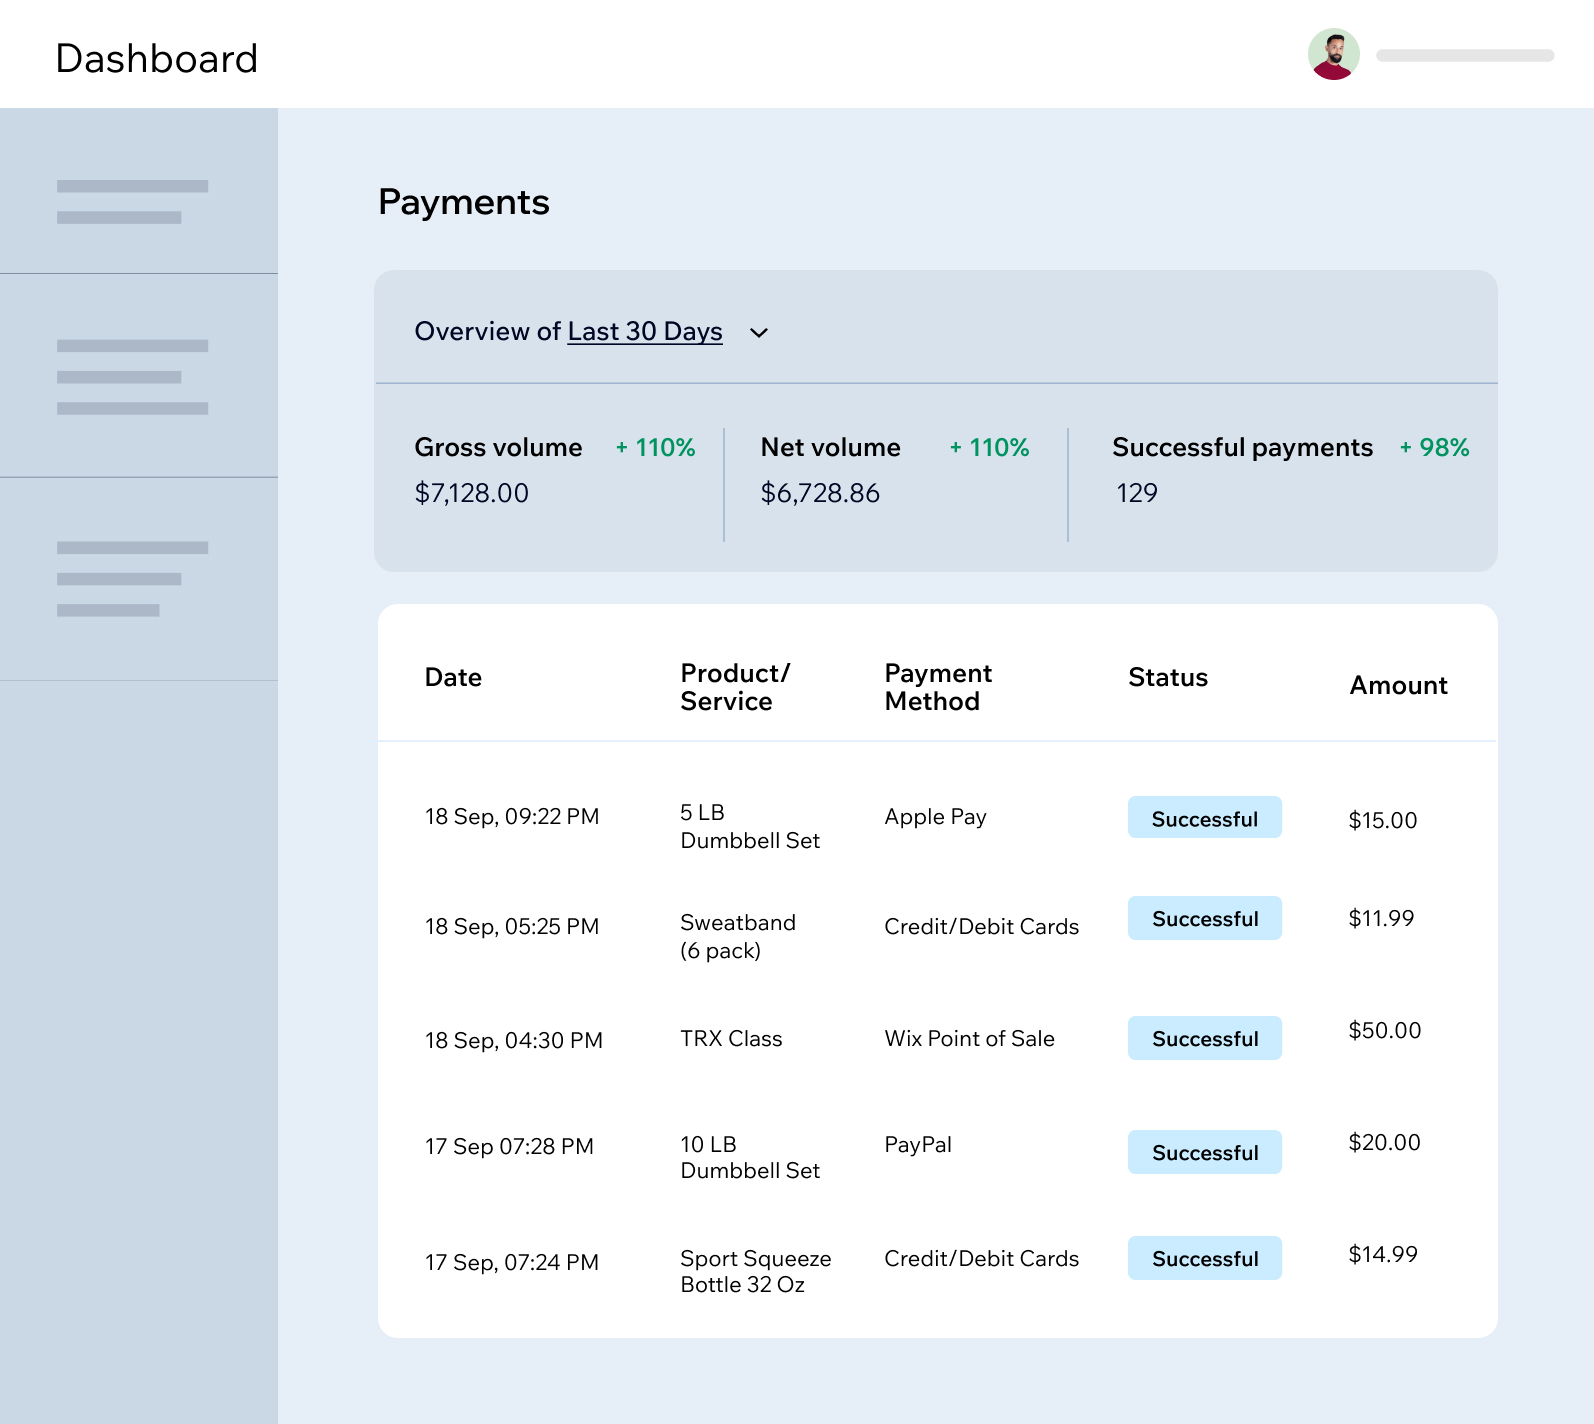 Dashboard
Payments
Overview of Last 30 Days
Gross volume + 110% Net volume + 110% Successful payments + 98%
$7,128.00 $6,728.86 129
Date Product/ Payment Status Amount
Service Method
18 Sep, 09:22 PM 5 LB Apple Pay Successful $15.00
Dumbbell Set
18 Sep, 05:25 PM Sweatband Credit/Debit Cards Successful $11.99
(6 pack)
18 Sep, 04:30 PM TRX Class Wix Point of Sale Successful $50.00
17 Sep 07:28 PM 10 LB PayPal Successful $20.00
Dumbbell Set
17 Sep, 07:24 PM Sport Squeeze Credit/Debit Cards Successful $14.99
Bottle 32 Oz